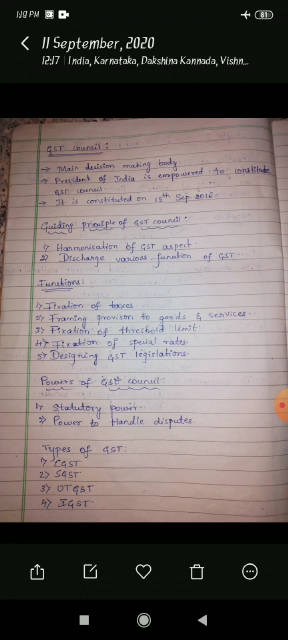 1:19 PM
81
11 September, 2020
12:17 | India, Karnataka, Dakshina Kannada, Vishn...
GST council:
→ Main decision making body
→ President of India is empowered to constitute
GST council
→ It is constituted on 15th Sep 2016.
Guiding principle of GST council:
1) Harmonisation of GST aspect.
2) Discharge various function of GST.
Functions:
1) Fixation of taxes.
2) Framing provision to goods & services.
3) Fixation of threshold limit.
4) Fixation of special rates
5) Designing GST legislations.
Powers of GST council:
1) Statutory power.
2) Power to Handle disputes.
Types of GST:
1) CGST
2) SGST
3) UTGST
4) IGST